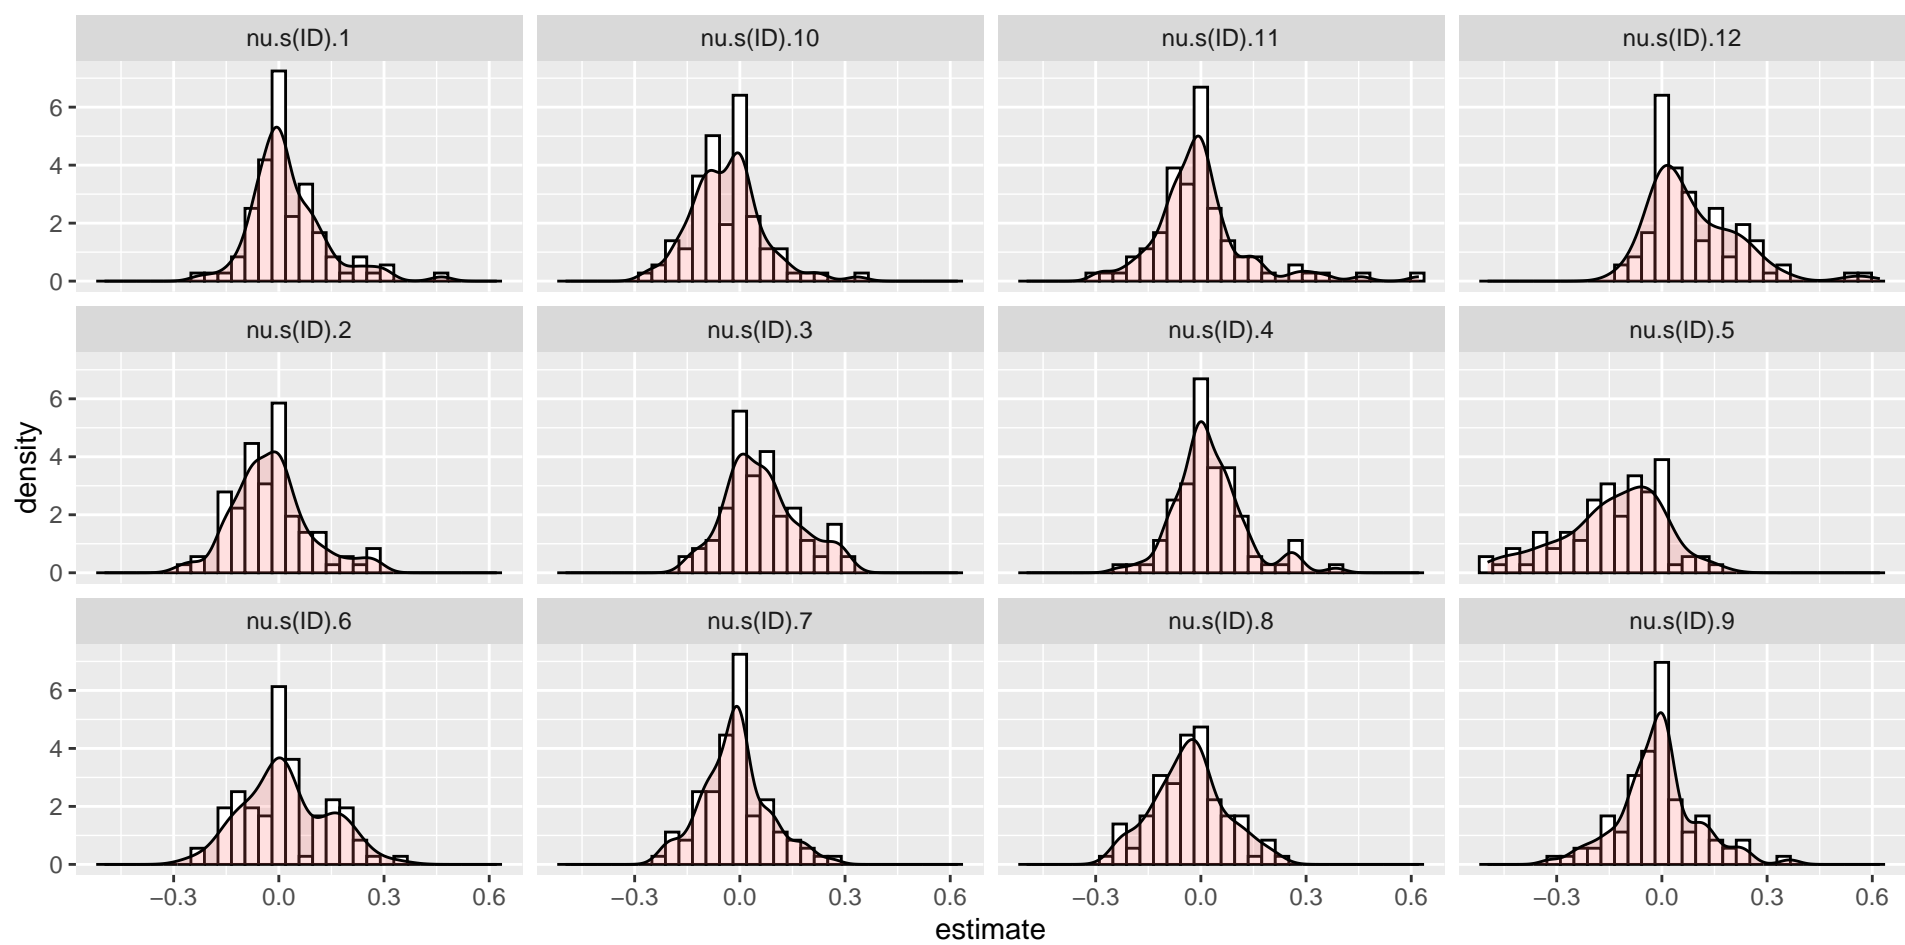 nu.s(ID).1
nu.s(ID).10
nu.s(ID).11
nu.s(ID).12
6
4
2
0
nu.s(ID).2
nu.s(ID).3
nu.s(ID).4
nu.s(ID).5
6
4
2
0
density
nu.s(ID).6
nu.s(ID).7
nu.s(ID).8
nu.s(ID).9
6
4
2
0
−0.3 0.0 0.3 0.6
−0.3 0.0 0.3 0.6
−0.3 0.0 0.3 0.6
−0.3 0.0 0.3 0.6
estimate